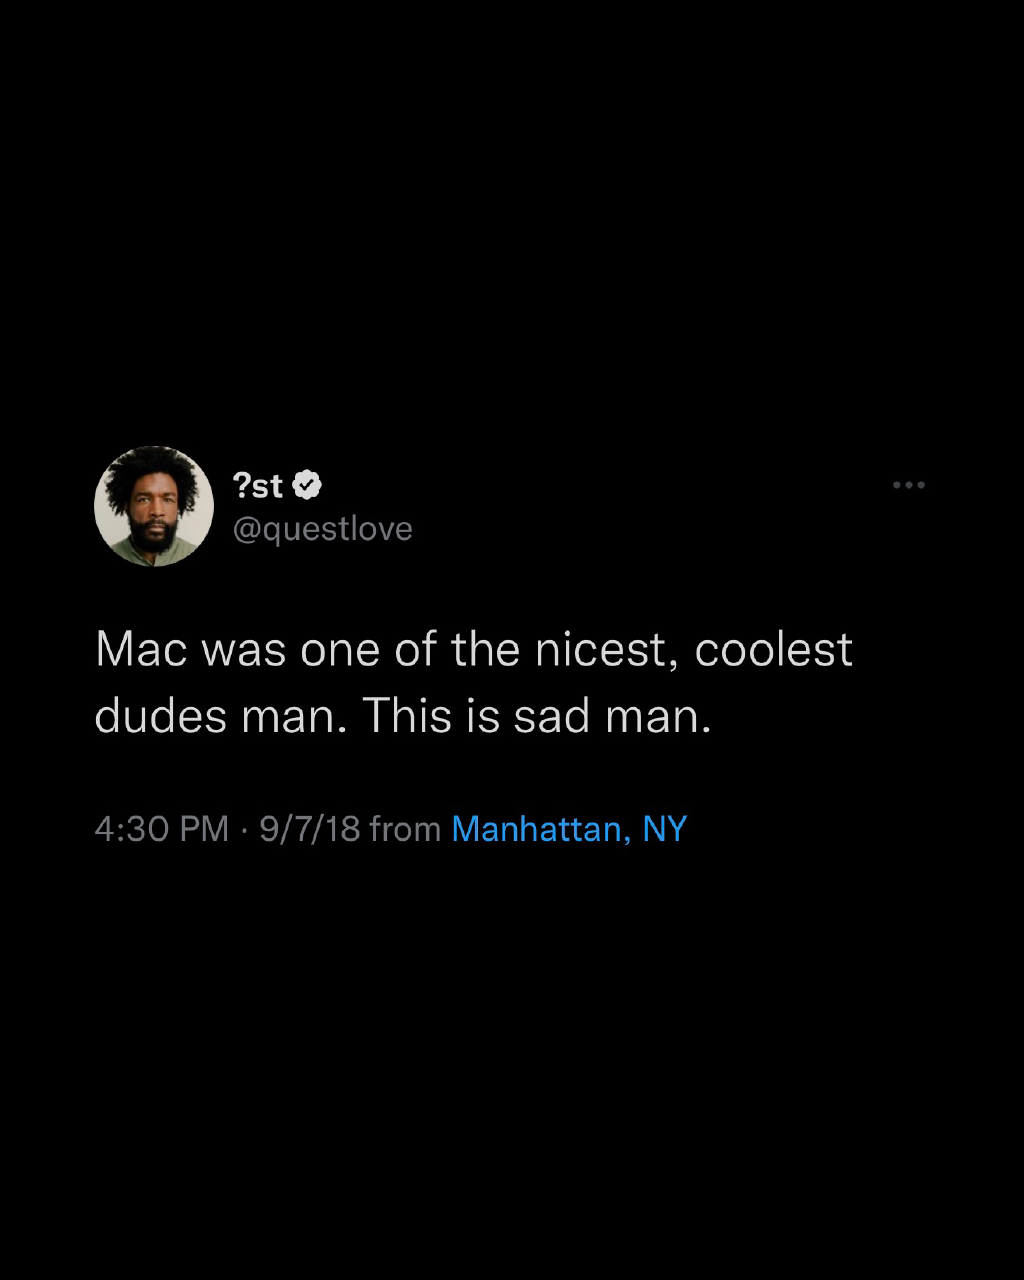 ?st
@questlove
Mac was one of the nicest, coolest
dudes man. This is sad man.
4:30 PM · 9/7/18 from Manhattan, NY